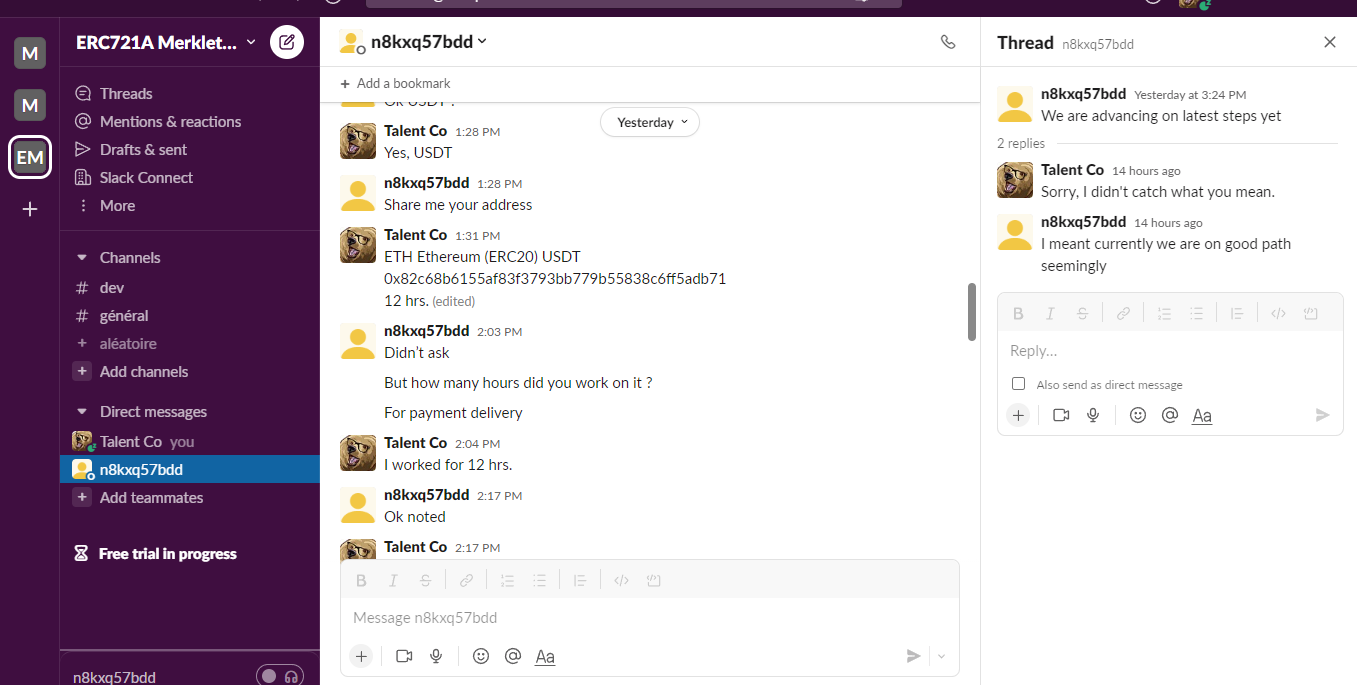 M
M
EM
ERC721A Merklet...
Threads
Mentions & reactions
Drafts & sent
Slack Connect
More
Channels
# dev
# général
+ aléatoire
+ Add channels
Direct messages
Talent Co you
n8kxq57bdd
+ Add teammates
Free trial in progress
n8kxq57bdd
n8kxq57bdd
+ Add a bookmark
Ok USDT ?
Yesterday
Talent Co 1:28 PM
Yes, USDT
n8kxq57bdd 1:28 PM
Share me your address
Talent Co 1:31 PM
ETH Ethereum (ERC20) USDT
0x82c68b6155af83f3793bb779b55838c6ff5adb71
12 hrs. (edited)
n8kxq57bdd 2:03 PM
Didn't ask
But how many hours did you work on it ?
For payment delivery
Talent Co 2:04 PM
I worked for 12 hrs.
n8kxq57bdd 2:17 PM
Ok noted
Talent Co 2:17 PM
B I S
Message n8kxq57bdd
+ @ Aa
Thread n8kxq57bdd
n8kxq57bdd Yesterday at 3:24 PM
We are advancing on latest steps yet
2 replies
Talent Co 14 hours ago
Sorry, I didn't catch what you mean.
n8kxq57bdd 14 hours ago
I meant currently we are on good path
seemingly
B I S
Reply...
Also send as direct message
+ @ Aa